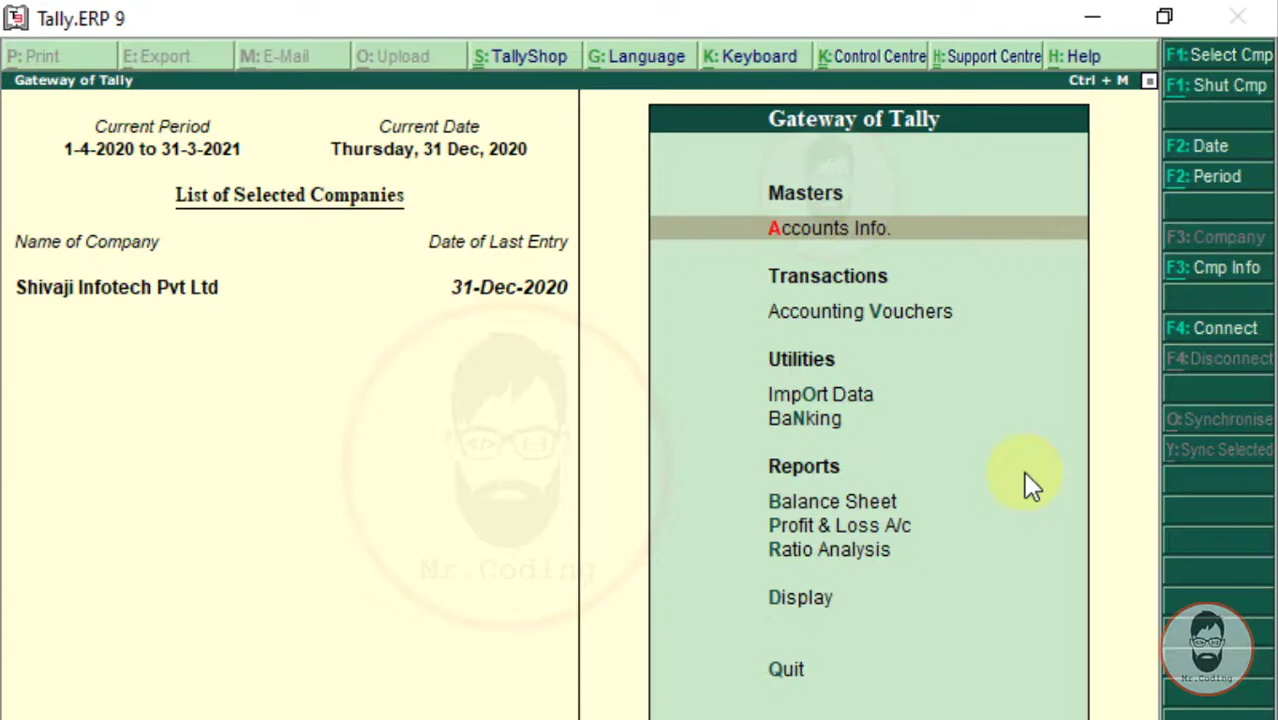 Tally.ERP 9
P: Print E: Export M: E-Mail O: Upload S: TallyShop G: Language K: Keyboard K: Control Centre H: Support Centre H: Help
F1: Select Cmp
Gateway of Tally Ctrl + M
F1: Shut Cmp
Current Period Current Date
1-4-2020 to 31-3-2021 Thursday, 31 Dec, 2020
List of Selected Companies
Name of Company Date of Last Entry
Shivaji Infotech Pvt Ltd 31-Dec-2020
Gateway of Tally
Masters
Accounts Info.
Transactions
Accounting Vouchers
Utilities
ImpOrt Data
BaNking
Reports
Balance Sheet
Profit & Loss A/c
Ratio Analysis
Display
Quit
F2: Date
F2: Period
F3: Company
F3: Cmp Info
F4: Connect
F4: Disconnect
O: Synchronise
Y: Sync Selected
Mr.Coding
Mr.Coding